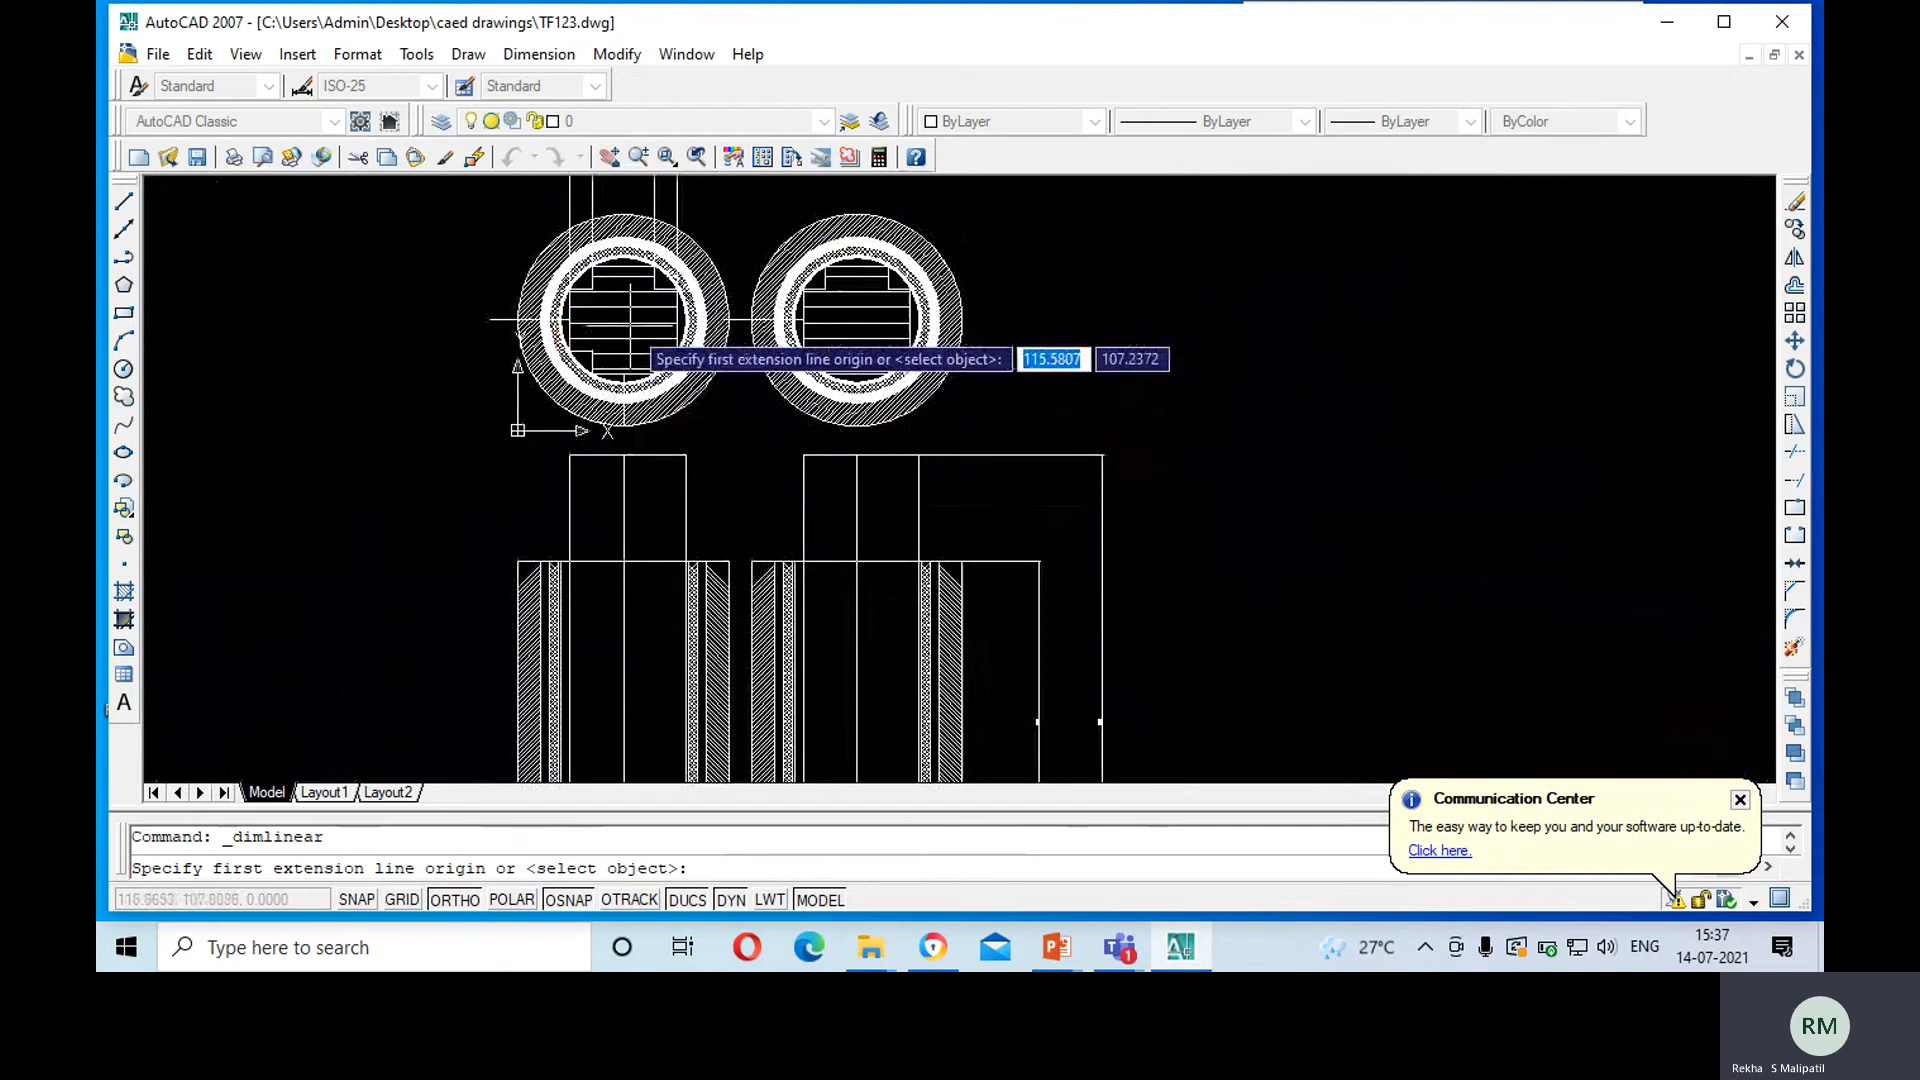 AutoCAD 2007 - [C:\Users\Admin\Desktop\caed drawings\TF123.dwg]
File Edit View Insert Format Tools Draw Dimension Modify Window Help
Standard ISO-25 Standard
AutoCAD Classic 0 ByLayer ByLayer ByLayer ByColor
Specify first extension line origin or <select object>: 115.5807 107.2372
X
A
Model Layout1 Layout2
Communication Center
The easy way to keep you and your software up-to-date.
Click here.
Command: _dimlinear
Specify first extension line origin or <select object>:
SNAP GRID ORTHO POLAR OSNAP OTRACK DUCS DYN LWT MODEL
Type here to search
1
27°C
ENG
15:37
14-07-2021
RM
Rekha S Malipatil